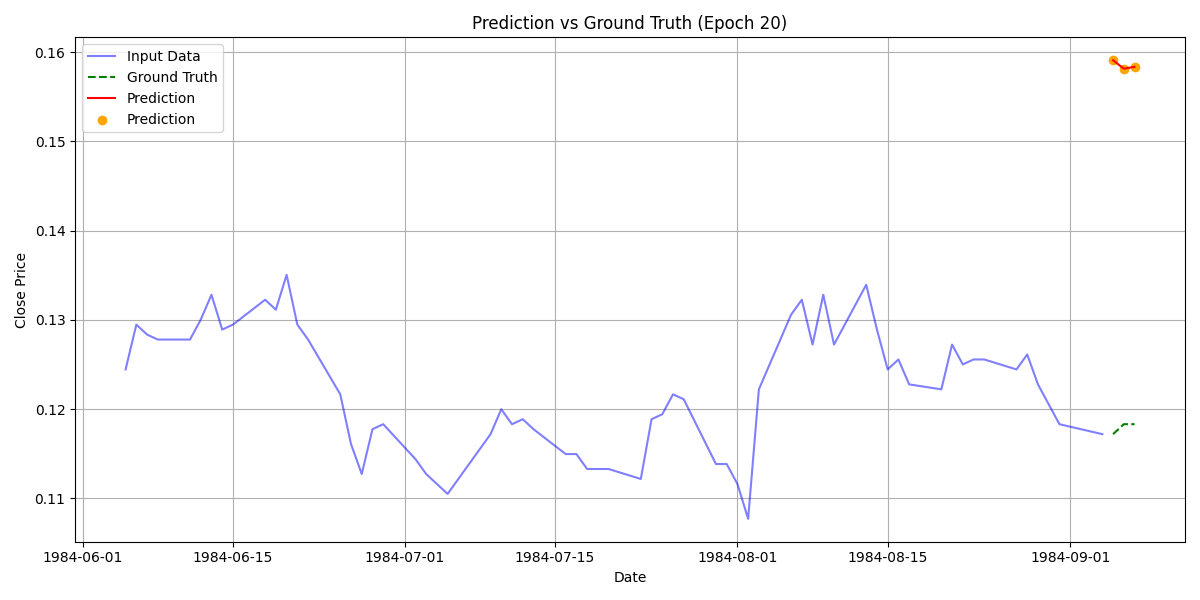 Prediction vs Ground Truth (Epoch 20)
Input Data
Ground Truth
Prediction
Prediction
Close Price
0.16
0.15
0.14
0.13
0.12
0.11
1984-06-01
1984-06-15
1984-07-01
1984-07-15
1984-08-01
1984-08-15
1984-09-01
Date